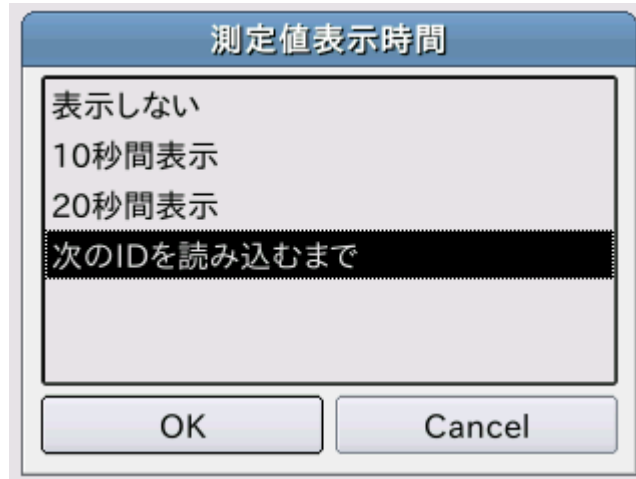 測定値表示時間
表示しない
10秒間表示
20秒間表示
次のIDを読み込むまで
OK
Cancel